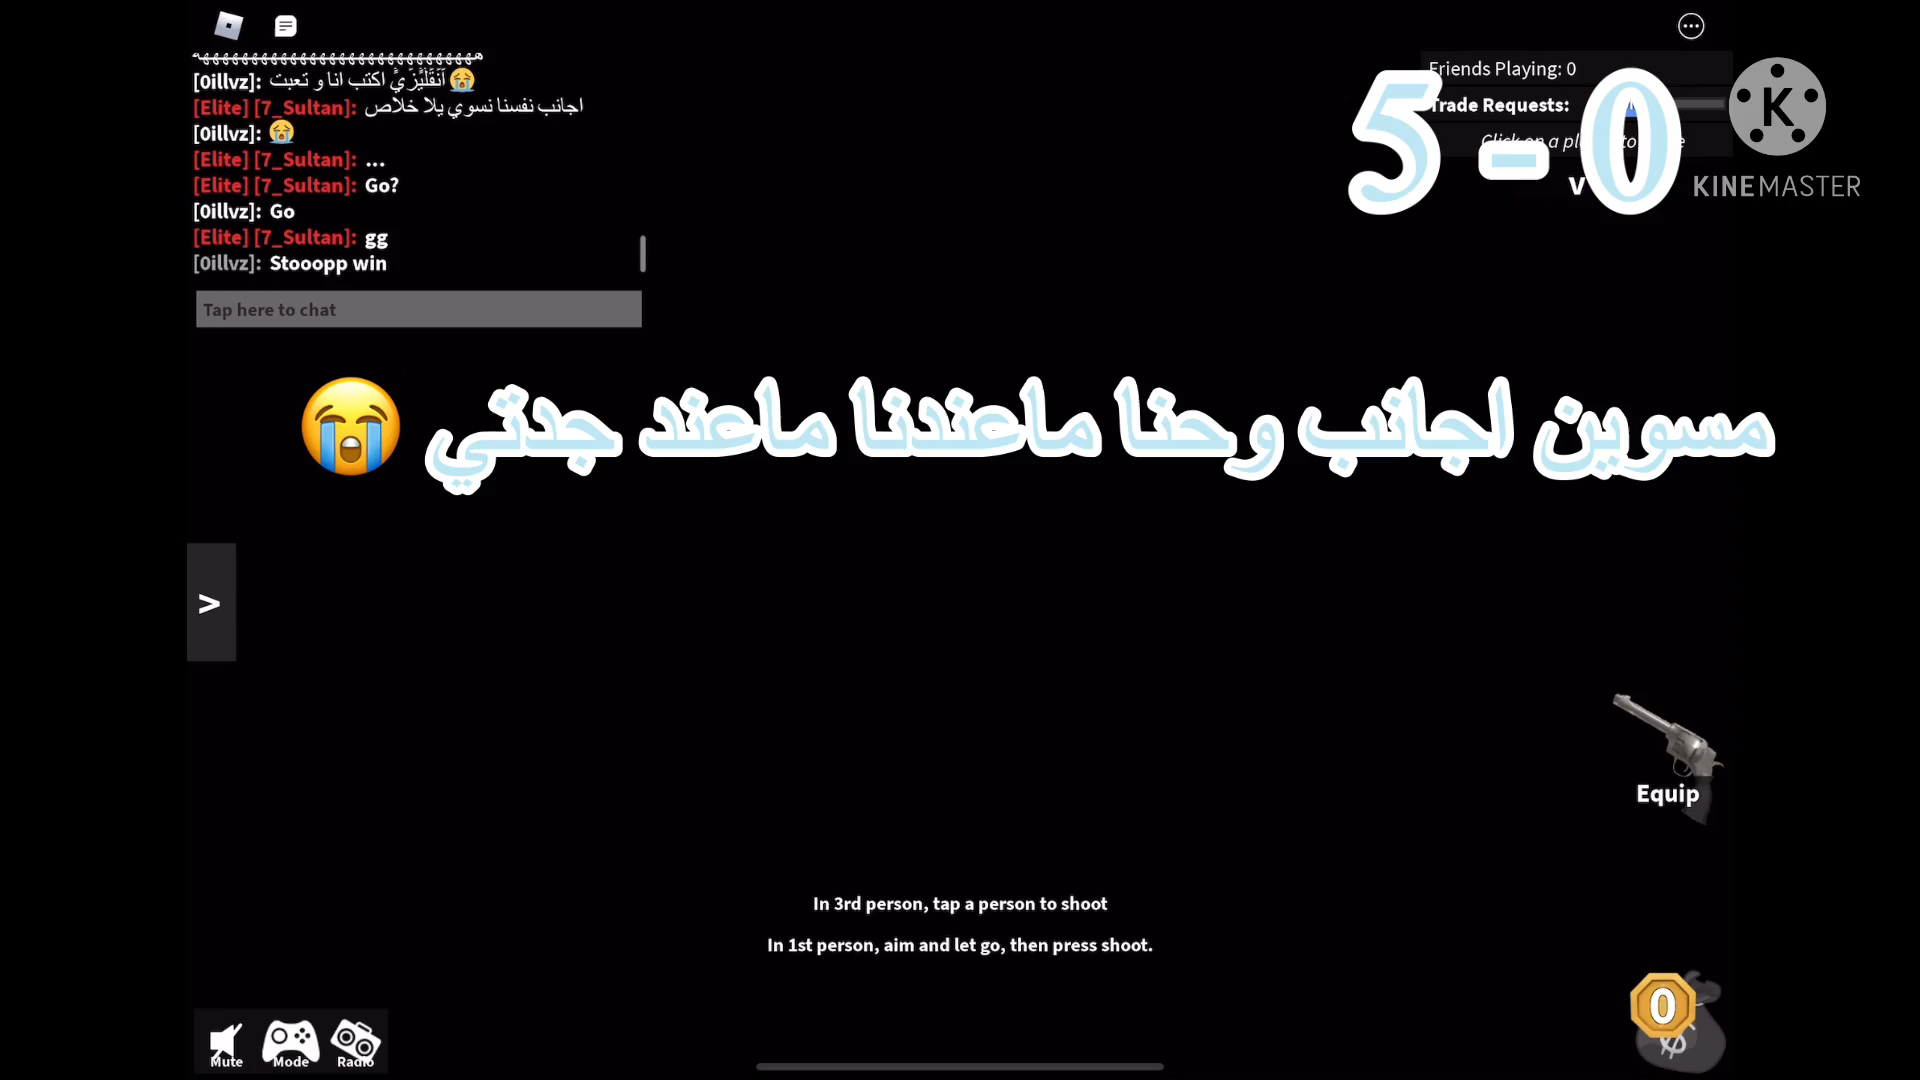 ههههههههههههههههههههههههههههه
[0illvz]: اَنَقَلَيَّزَّيَّ اكتب انا و تعبت 😭
[Elite] [7_Sultan]: اجانب نفسنا نسوي يلا خلاص
[0illvz]: 😭
[Elite] [7_Sultan]: ...
[Elite] [7_Sultan]: Go?
[0illvz]: Go
[Elite] [7_Sultan]: gg
[0illvz]: Stooopp win
Tap here to chat
Friends Playing: 0
Trade Requests:
5-0
KINEMASTER
مسوين اجانب وحنا ماعندنا ماعند جدتي 😭
>
Equip
In 3rd person, tap a person to shoot
In 1st person, aim and let go, then press shoot.
0
Mute
Mode
Radio